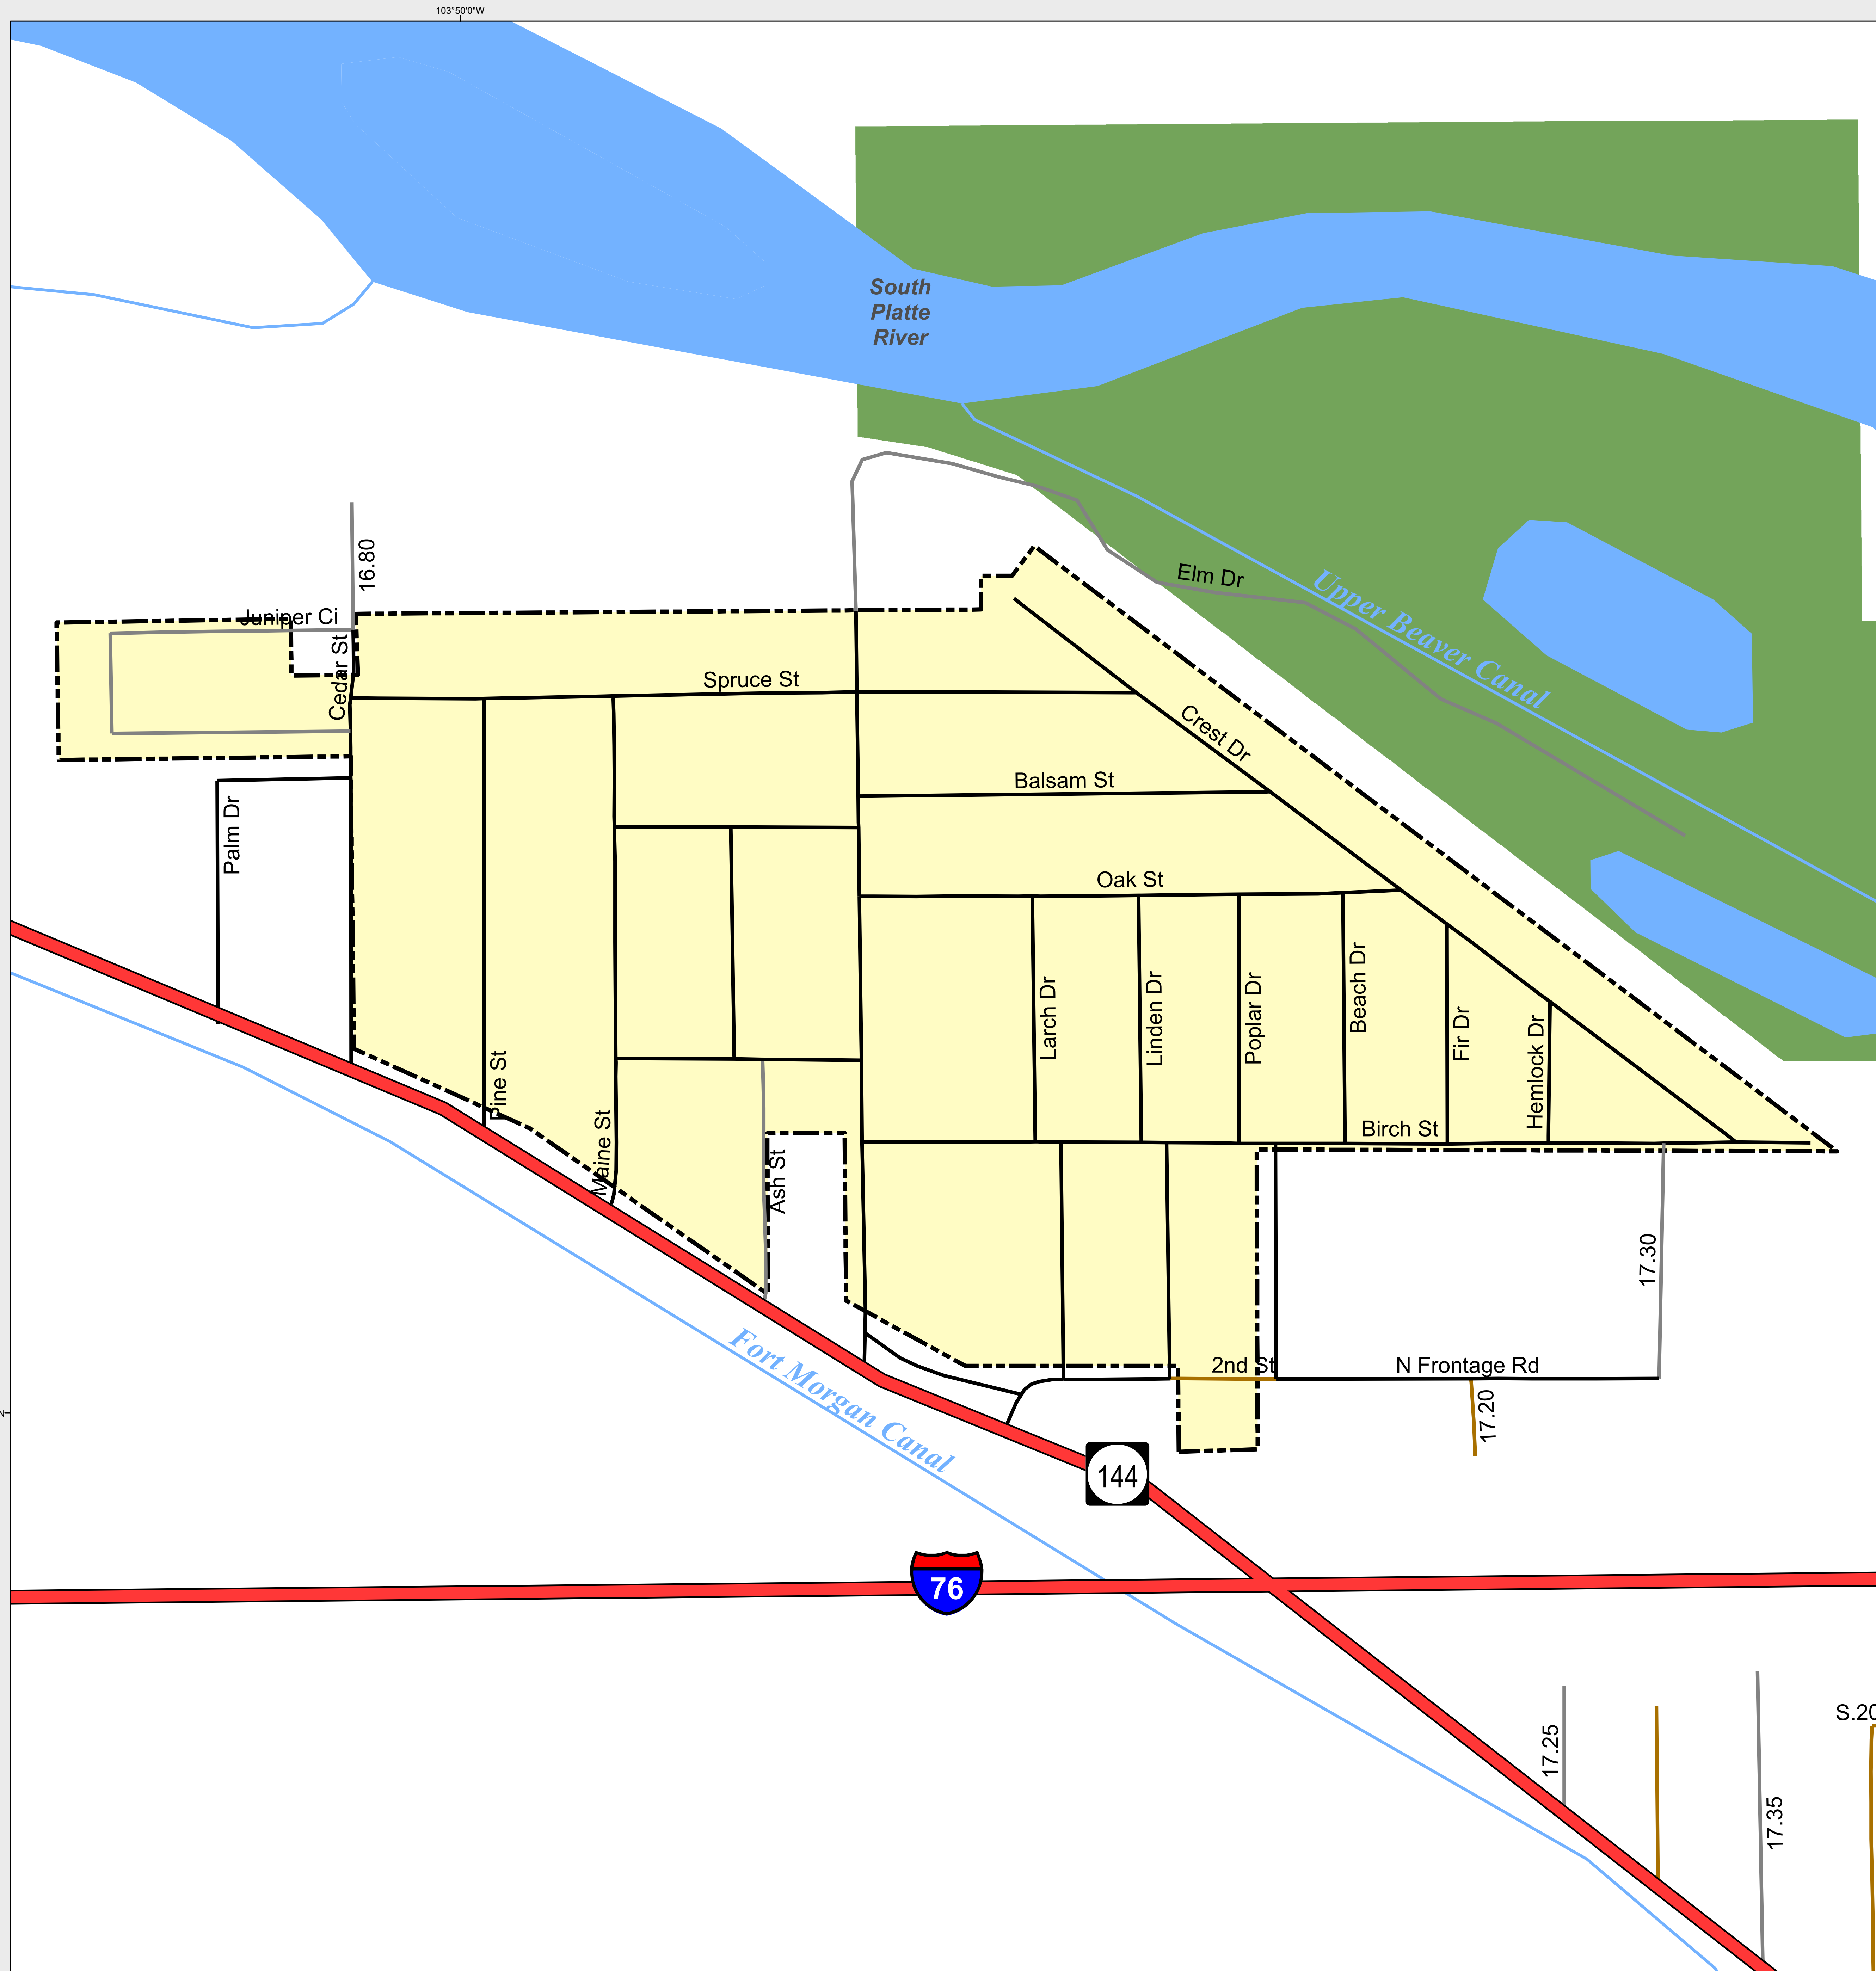 103°50'0"W
South
Platte
River
16.80
Elm Dr
Upper Beaver Canal
Juniper Ci
Cedar St
Spruce St
Crest Dr
Balsam St
Palm Dr
Oak St
Larch Dr
Linden Dr
Poplar Dr
Beach Dr
Fir Dr
Hemlock Dr
Pine St
Maine St
Birch St
Ash St
17.30
Fort Morgan Canal
2nd St
N Frontage Rd
17.20
144
76
17.25
17.35
S.20